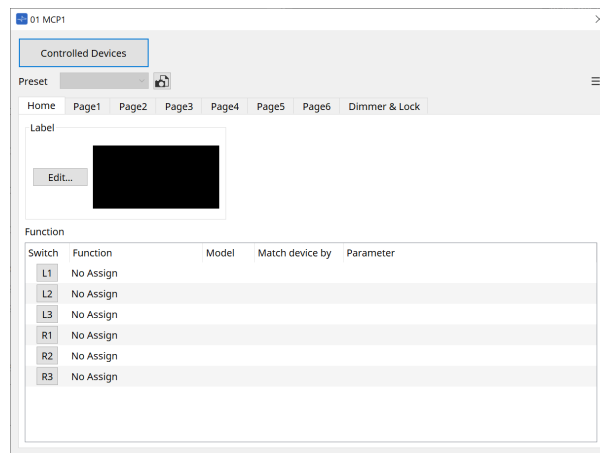 01 MCP1
Controlled Devices
Preset
Home Page1 Page2 Page3 Page4 Page5 Page6 Dimmer & Lock
Label
Edit...
Function
Switch Function Model Match device by Parameter
L1 No Assign
L2 No Assign
L3 No Assign
R1 No Assign
R2 No Assign
R3 No Assign